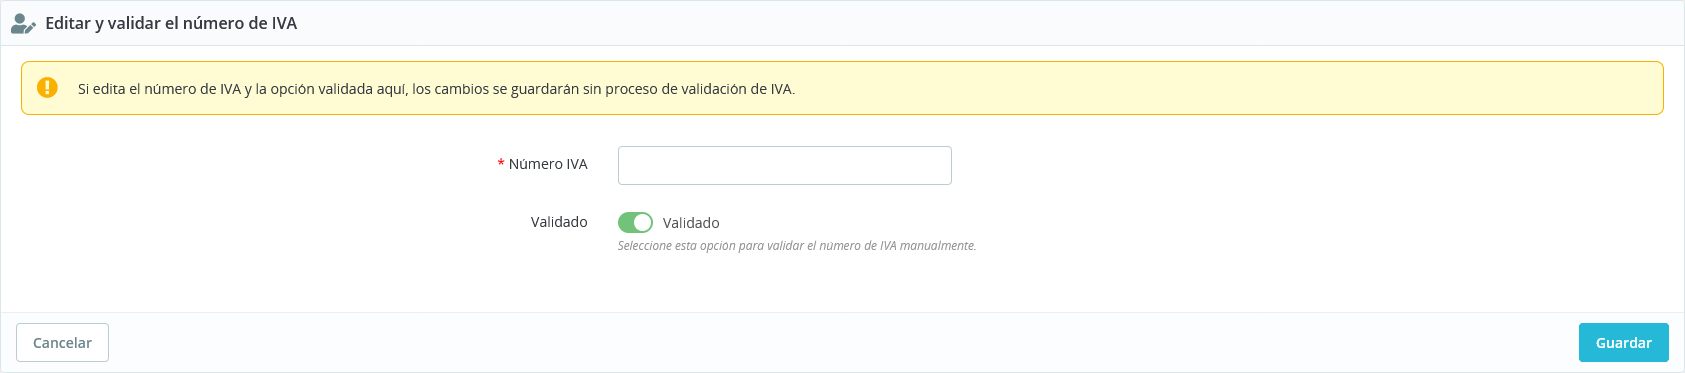 Editar y validar el número de IVA
Si edita el número de IVA y la opción validada aquí, los cambios se guardarán sin proceso de validación de IVA.
* Número IVA
Validado Validado
Seleccione esta opción para validar el número de IVA manualmente.
Cancelar Guardar